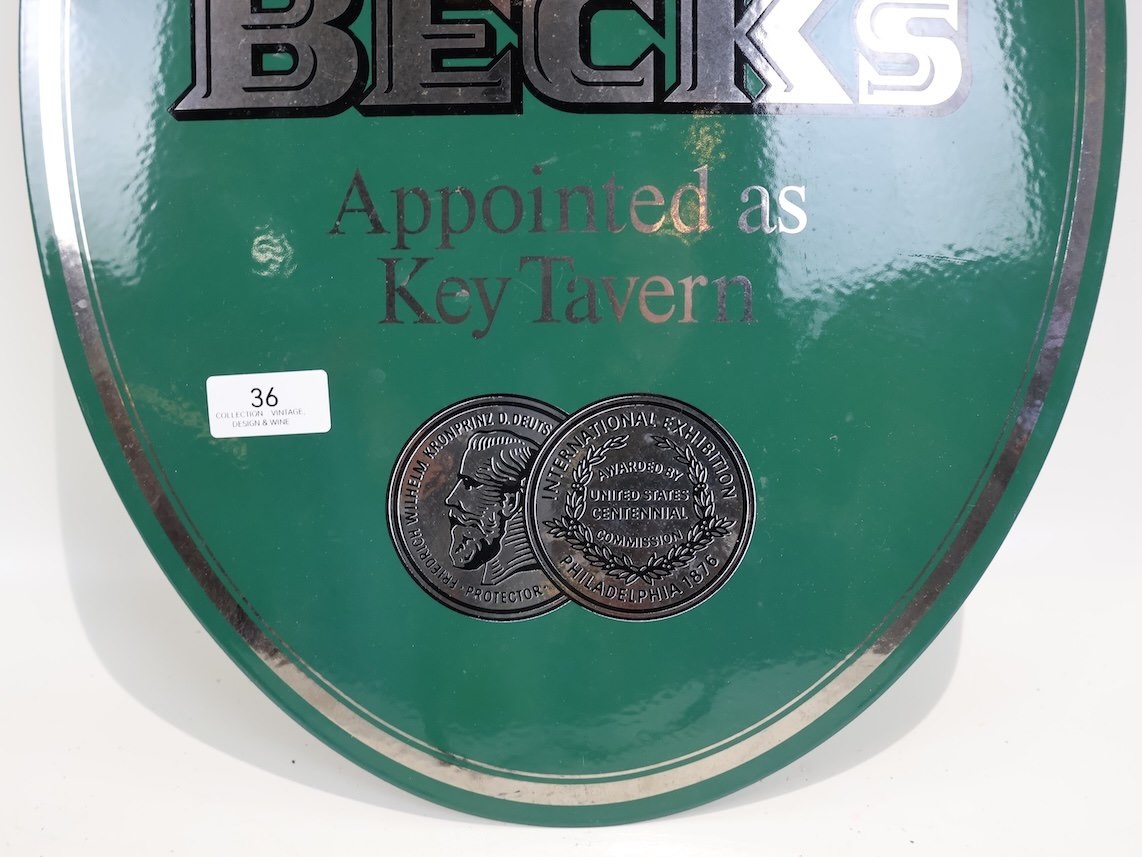 BECKS
Appointed as
Key Tavern
36
COLLECTION VINTAGE,
DESIGN & WINE
FRIEDRICH WILHELM KRONPRINZ D. DEUTS
· PROTECTOR ·
INTERNATIONAL EXHIBITION
AWARDED BY
UNITED STATES
CENTENNIAL
COMMISSION
PHILADELPHIA 1876